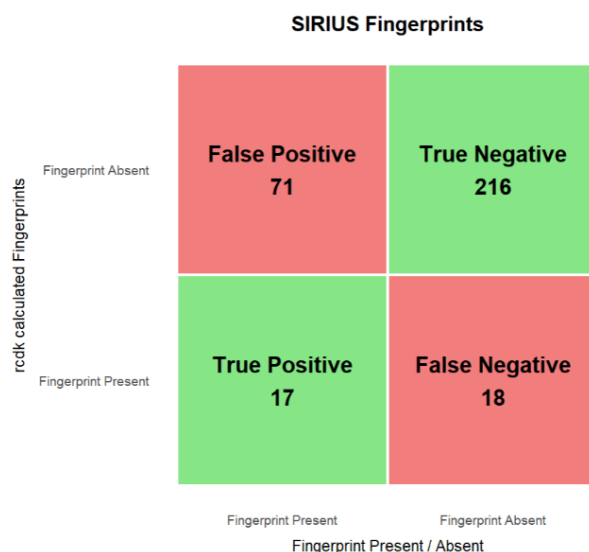 SIRIUS Fingerprints
rcdk calculated Fingerprints
Fingerprint Absent
False Positive
71
True Negative
216
Fingerprint Present
True Positive
17
False Negative
18
Fingerprint Present
Fingerprint Absent
Fingerprint Present / Absent